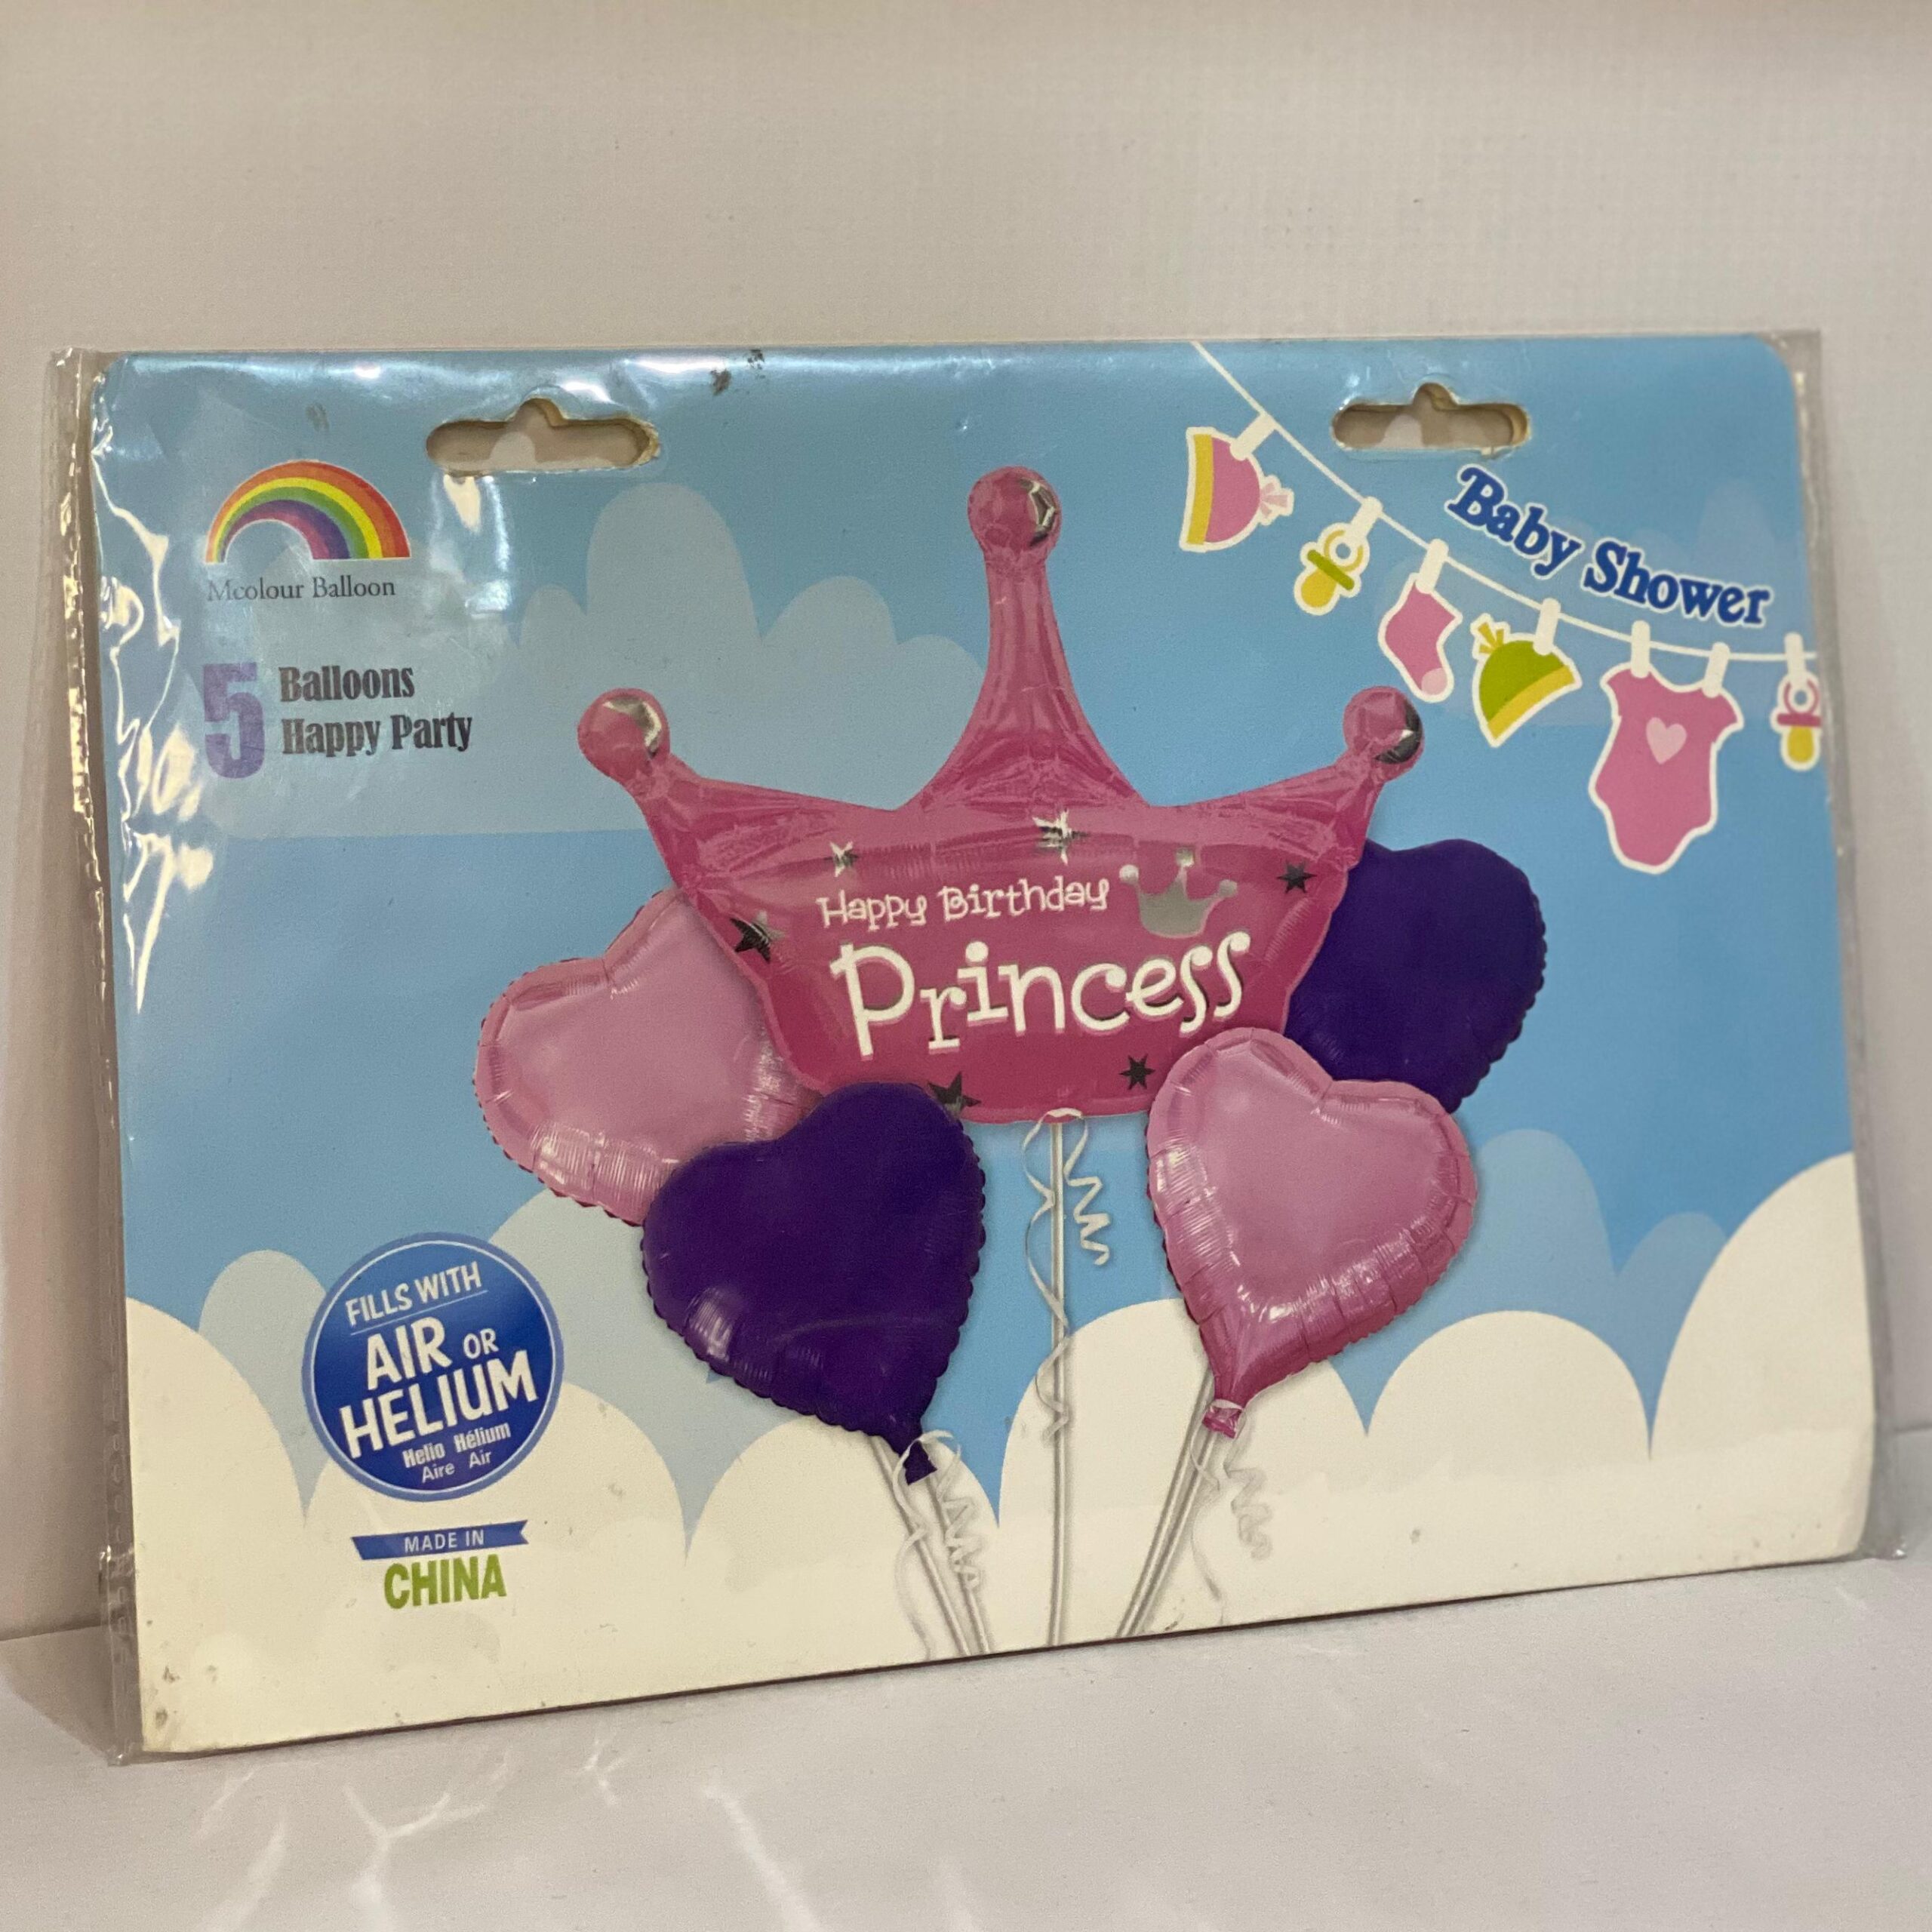 Mcolour Balloon
5 Balloons
Happy Party
Baby Shower
Happy Birthday
Princess
FILLS WITH
AIR OR
HELIUM
Helio Hélium
Aire Air
MADE IN
CHINA